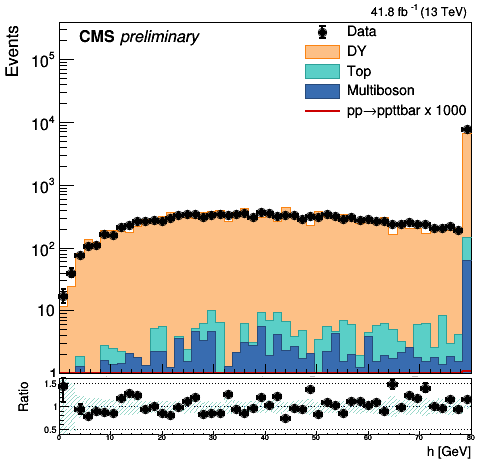 41.8 fb⁻¹ (13 TeV)
CMS preliminary
Data
DY
Top
Multiboson
pp→ppttbar x 1000
Events
10⁵
10⁴
10³
10²
10
1
Ratio
1.5
1
0.5
0 10 20 30 40 50 60 70 80
h [GeV]